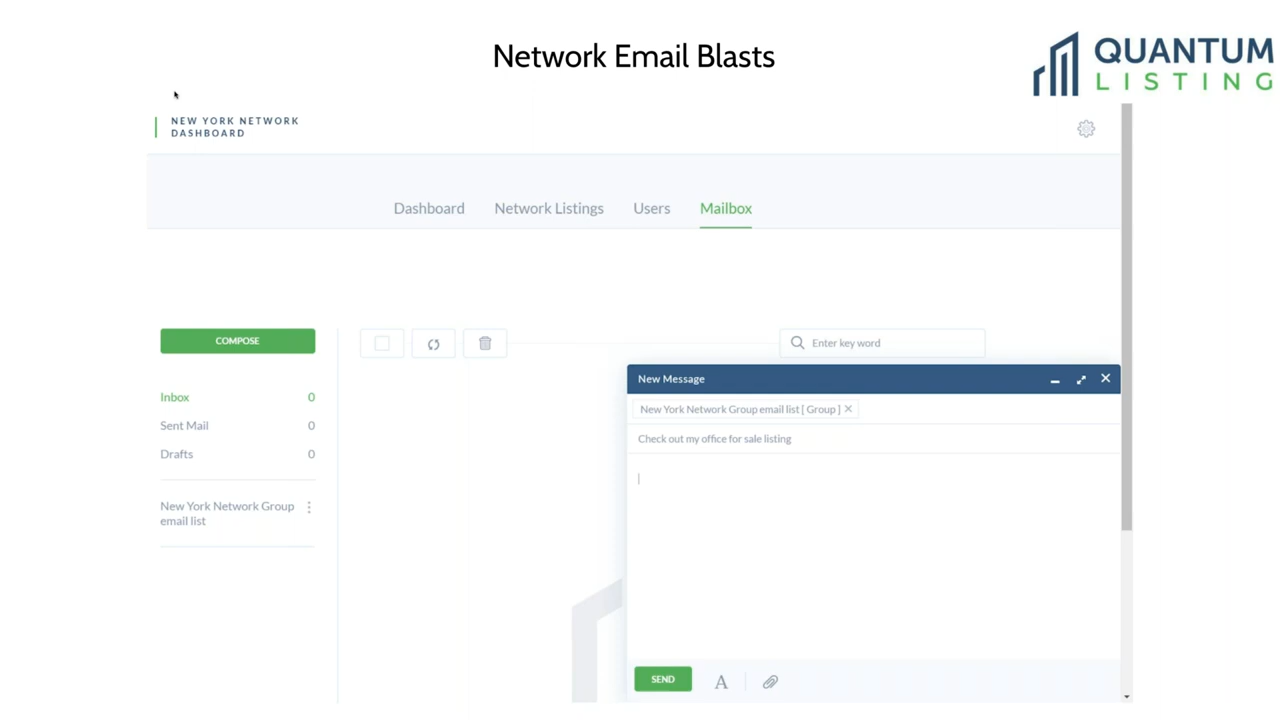 Network Email Blasts
QUANTUM
LISTING
NEW YORK NETWORK
DASHBOARD
Dashboard
Network Listings
Users
Mailbox
COMPOSE
Enter key word
Inbox 0
Sent Mail 0
Drafts 0
New York Network Group
email list
New Message
New York Network Group email list [ Group ]
Check out my office for sale listing
SEND
A